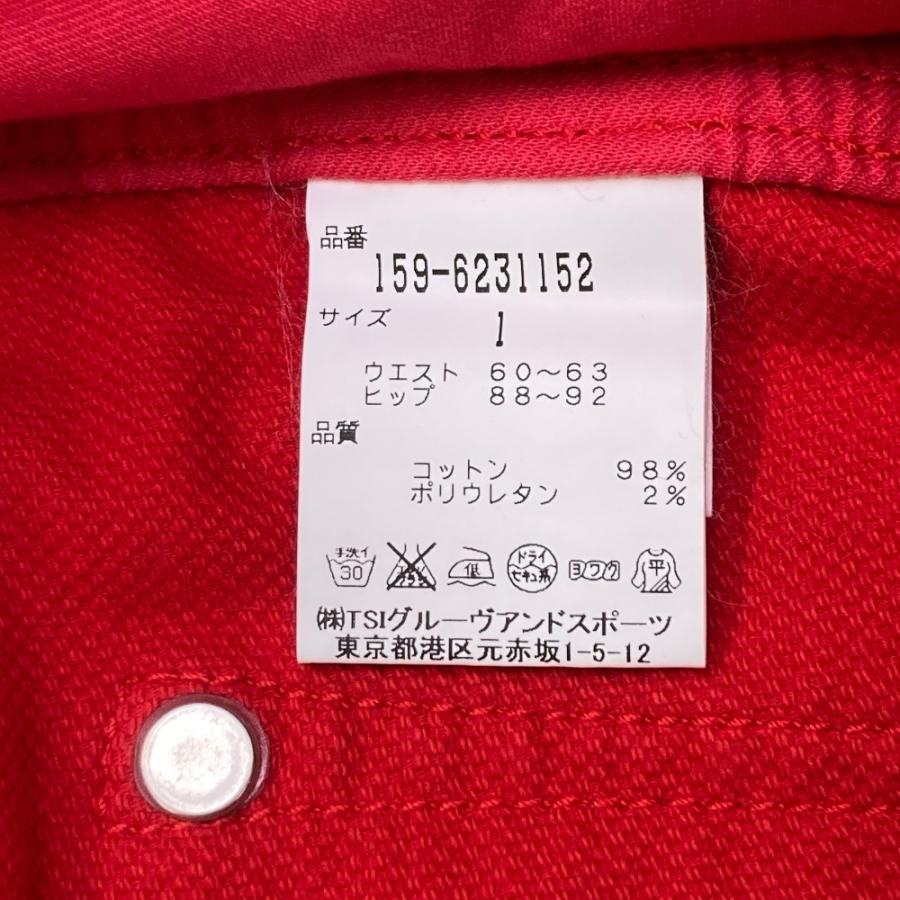 品番
159-6231152
サイズ 1
ウエスト 60～63
ヒップ 88～92
品質
コットン 98%
ポリウレタン 2%
手洗イ 30 低 ドライ セキユ系 ヨワク 平
㈱TSIグルーヴアンドスポーツ
東京都港区元赤坂1-5-12